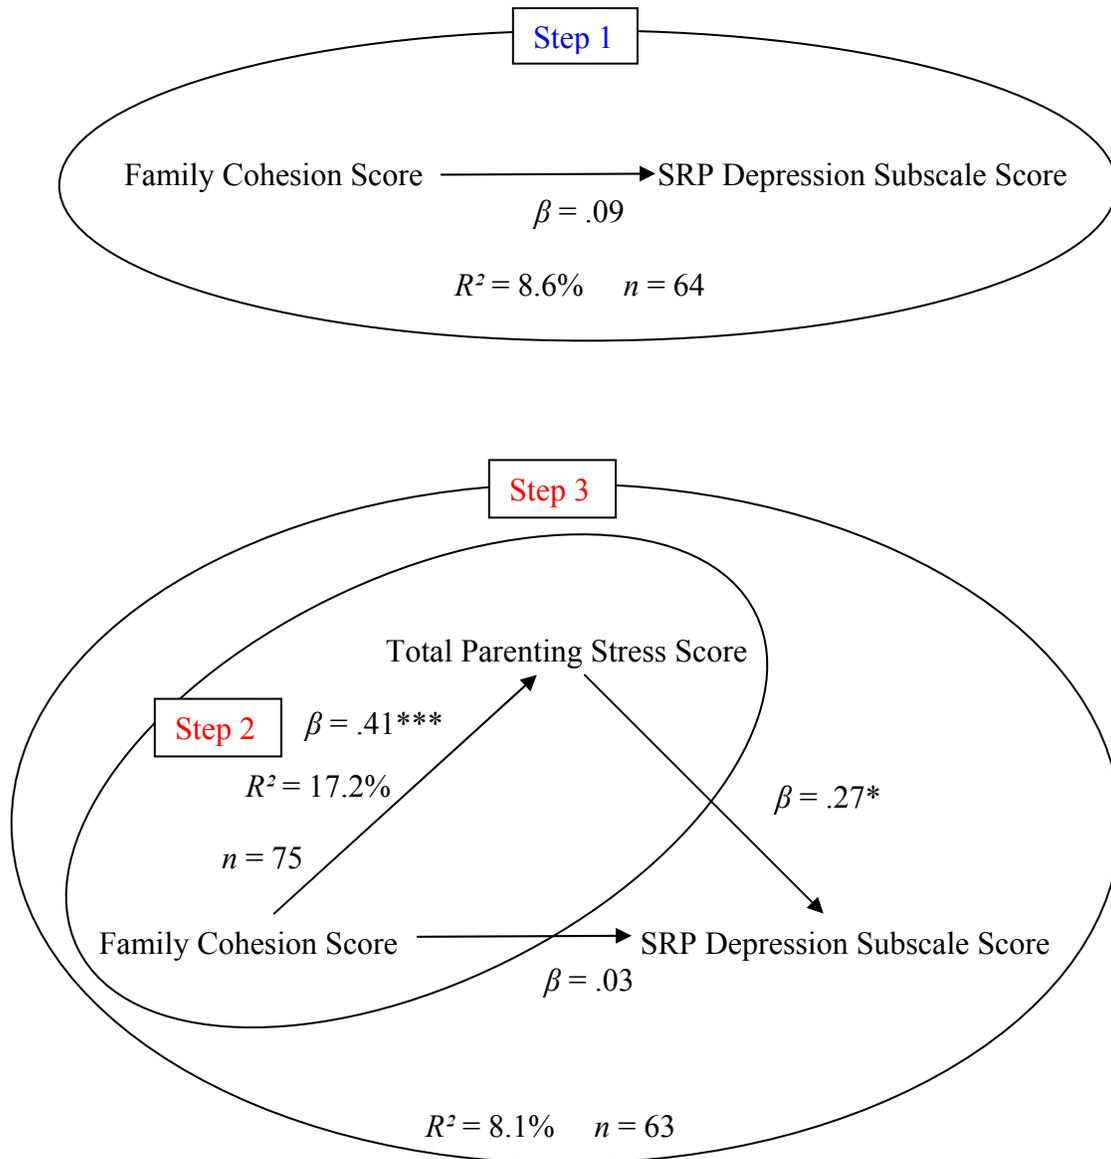 Step 1
Family Cohesion Score
SRP Depression Subscale Score
β = .09
R² = 8.6% n = 64
Step 3
Total Parenting Stress Score
Step 2
β = .41***
R² = 17.2%
β = .27*
n = 75
Family Cohesion Score
SRP Depression Subscale Score
β = .03
R² = 8.1% n = 63